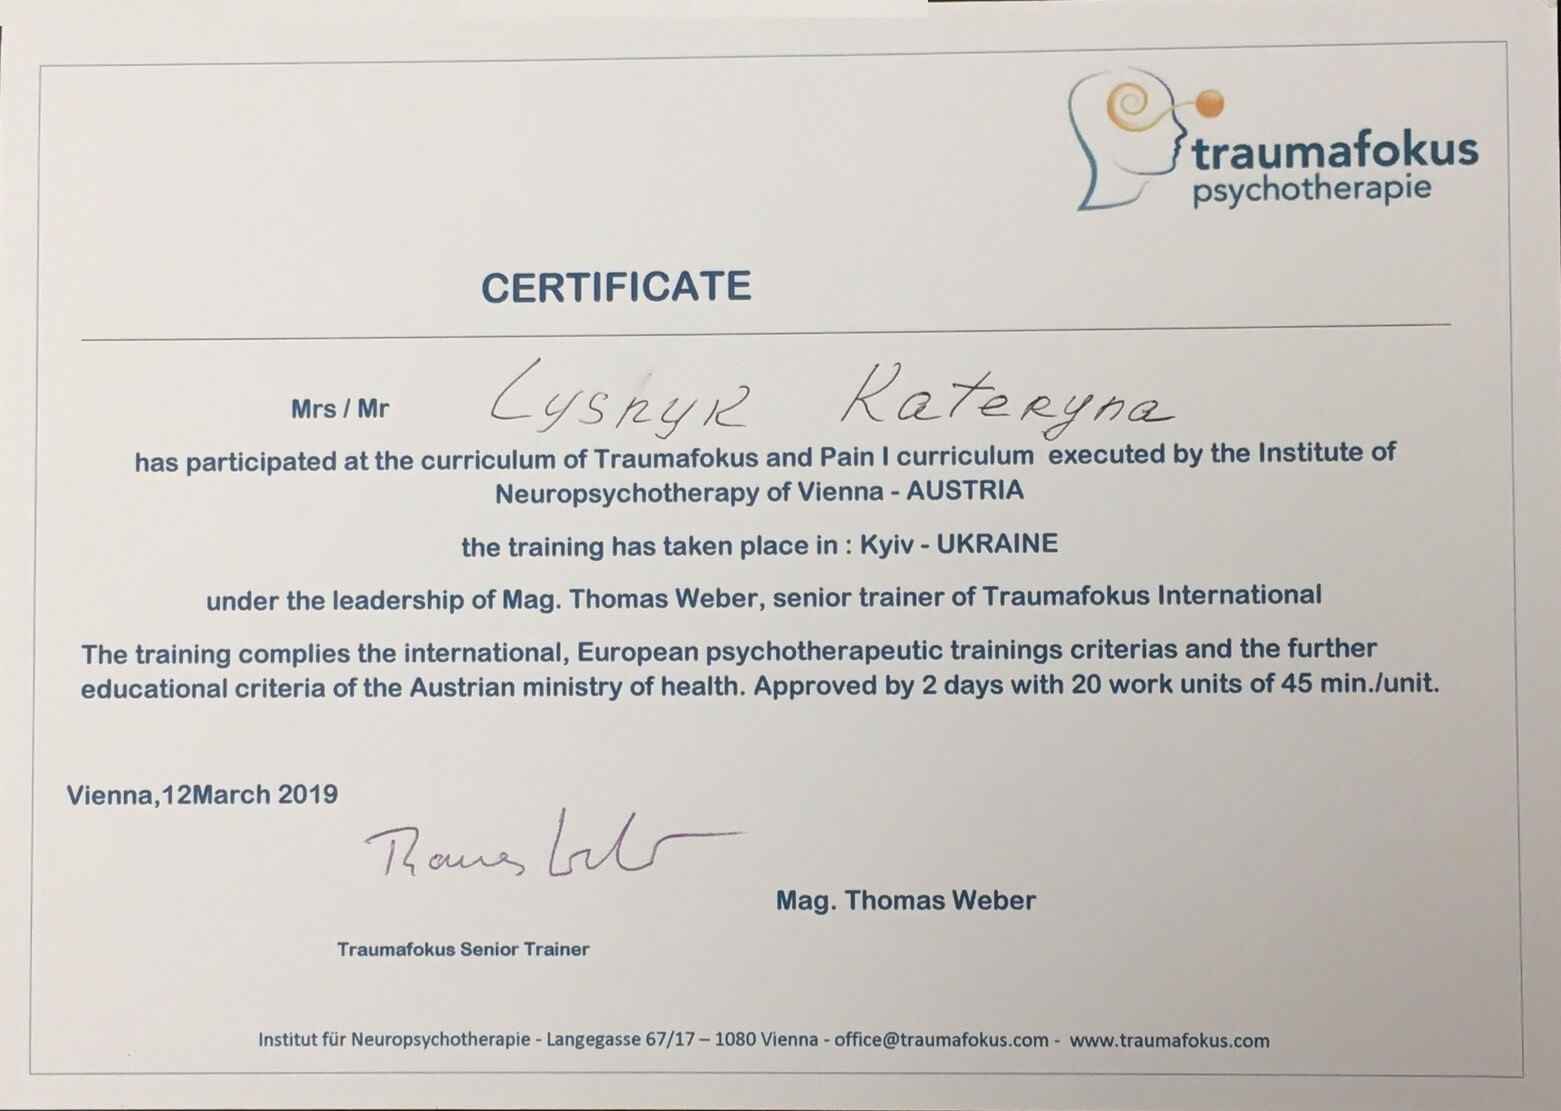 traumafokus
psychotherapie
CERTIFICATE
Mrs / Mr Lysnyk Kateryna
has participated at the curriculum of Traumafokus and Pain I curriculum executed by the Institute of
Neuropsychotherapy of Vienna - AUSTRIA
the training has taken place in : Kyiv - UKRAINE
under the leadership of Mag. Thomas Weber, senior trainer of Traumafokus International
The training complies the international, European psychotherapeutic trainings criterias and the further
educational criteria of the Austrian ministry of health. Approved by 2 days with 20 work units of 45 min./unit.
Vienna,12March 2019
Thomas Weber
Mag. Thomas Weber
Traumafokus Senior Trainer
Institut für Neuropsychotherapie - Langegasse 67/17 – 1080 Vienna - office@traumafokus.com - www.traumafokus.com